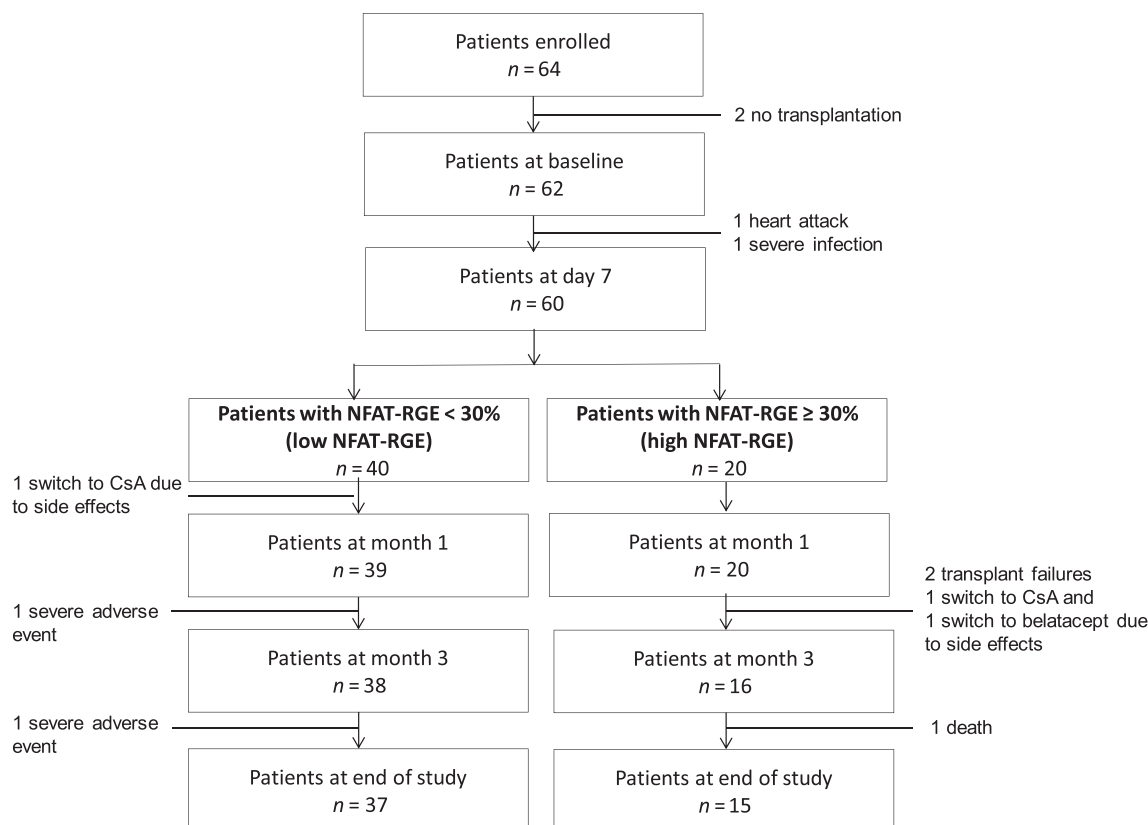 Patients enrolled
n = 64
2 no transplantation
Patients at baseline
n = 62
1 heart attack
1 severe infection
Patients at day 7
n = 60
Patients with NFAT-RGE < 30%
(low NFAT-RGE)
n = 40
Patients with NFAT-RGE ≥ 30%
(high NFAT-RGE)
n = 20
1 switch to CsA due
to side effects
Patients at month 1
n = 39
Patients at month 1
n = 20
1 severe adverse
event
2 transplant failures
1 switch to CsA and
1 switch to belatacept due
to side effects
Patients at month 3
n = 38
Patients at month 3
n = 16
1 severe adverse
event
1 death
Patients at end of study
n = 37
Patients at end of study
n = 15